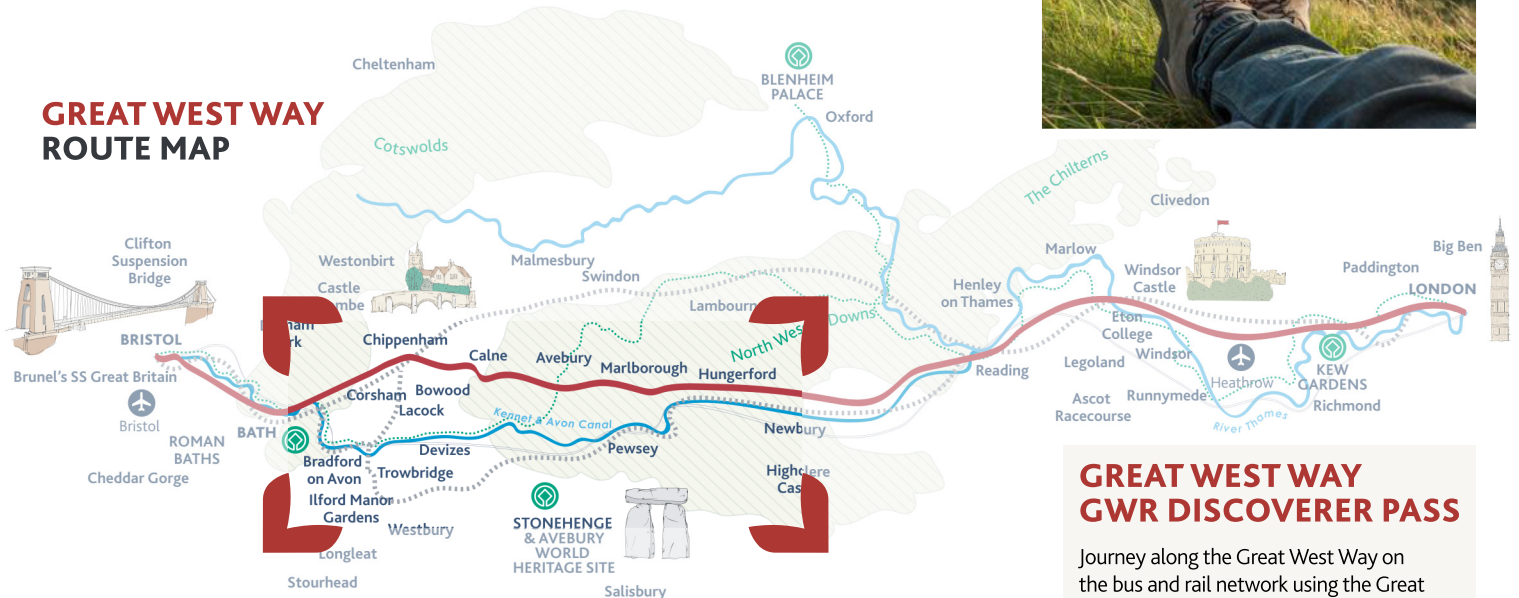 GREAT WEST WAY
ROUTE MAP
Cheltenham
Cotswolds
BLENHEIM
PALACE
Oxford
The Chilterns
Clivedon
Clifton
Suspension
Bridge
Westonbirt
Castle
Malmesbury
Swindon
Lambourn
Henley
on Thames
Marlow
Windsor
Castle
Paddington
Big Ben
LONDON
BRISTOL
Brunel's SS Great Britain
Bristol
Chippenham
Calne
Avebury
Marlborough
Hungerford
North Wes
Downs
Corsham
Bowood
Lacock
Kennet & Avon Canal
Reading
Eton
College
Legoland
Windsor
Heathrow
KEW
GARDENS
Ascot
Racecourse
Runnymede
Richmond
River Thames
BATH
ROMAN
BATHS
Cheddar Gorge
Bradford
on Avon
Devizes
Trowbridge
Pewsey
Newbury
Highclere
Cas
Ilford Manor
Gardens
Westbury
Longleat
Stourhead
STONEHENGE
& AVEBURY
WORLD
HERITAGE SITE
Salisbury
GREAT WEST WAY
GWR DISCOVERER PASS
Journey along the Great West Way on
the bus and rail network using the Great